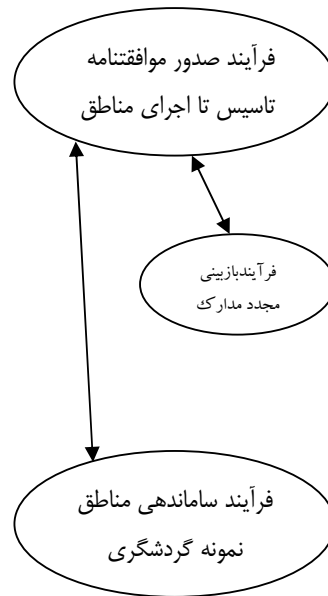 فرآیند صدور موافقتنامه
تاسیس تا اجرای مناطق
فرآیندبازبینی
مجدد مدارک
فرآیند ساماندهی مناطق
نمونه گردشگری